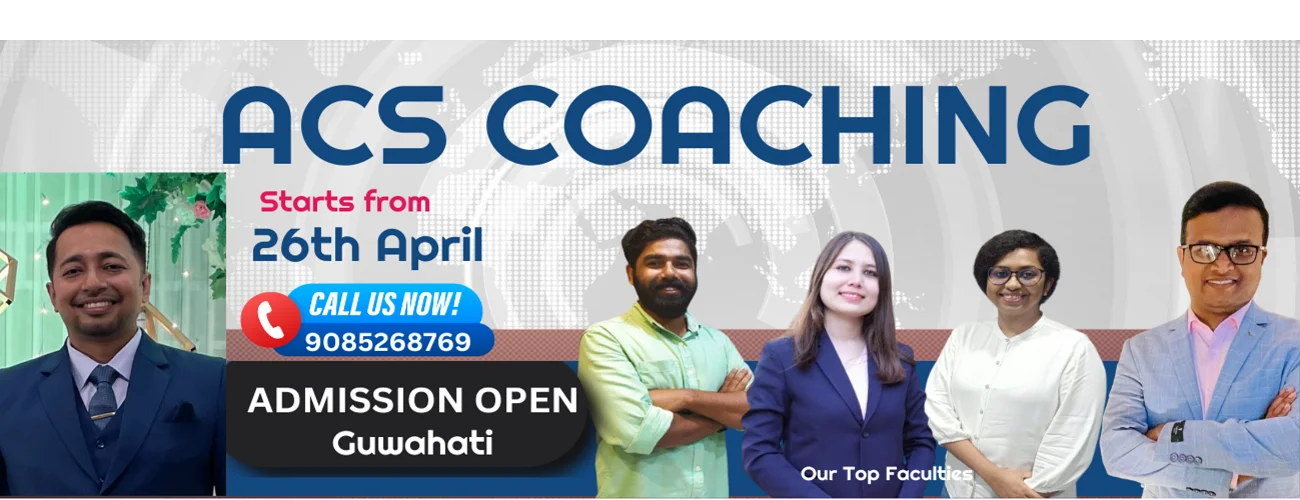 ACS COACHING
Starts from
26th April
CALL US NOW!
9085268769
ADMISSION OPEN
Guwahati
Our Top Faculties